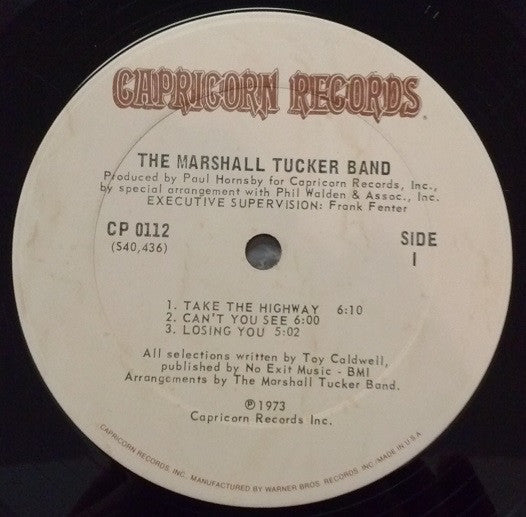 CAPRICORN RECORDS
THE MARSHALL TUCKER BAND
Produced by Paul Hornsby for Capricorn Records, Inc.,
by special arrangement with Phil Walden & Assoc., Inc.
EXECUTIVE SUPERVISION: Frank Fenter
CP 0112
(S40,436)
SIDE
1
1. TAKE THE HIGHWAY 6:10
2. CAN'T YOU SEE 6:00
3. LOSING YOU 5:02
All selections written by Toy Caldwell,
published by No Exit Music - BMI
Arrangements by The Marshall Tucker Band.
℗ 1973
Capricorn Records Inc.
CAPRICORN RECORDS, INC. MANUFACTURED BY WARNER BROS. RECORDS INC. MADE IN U.S.A